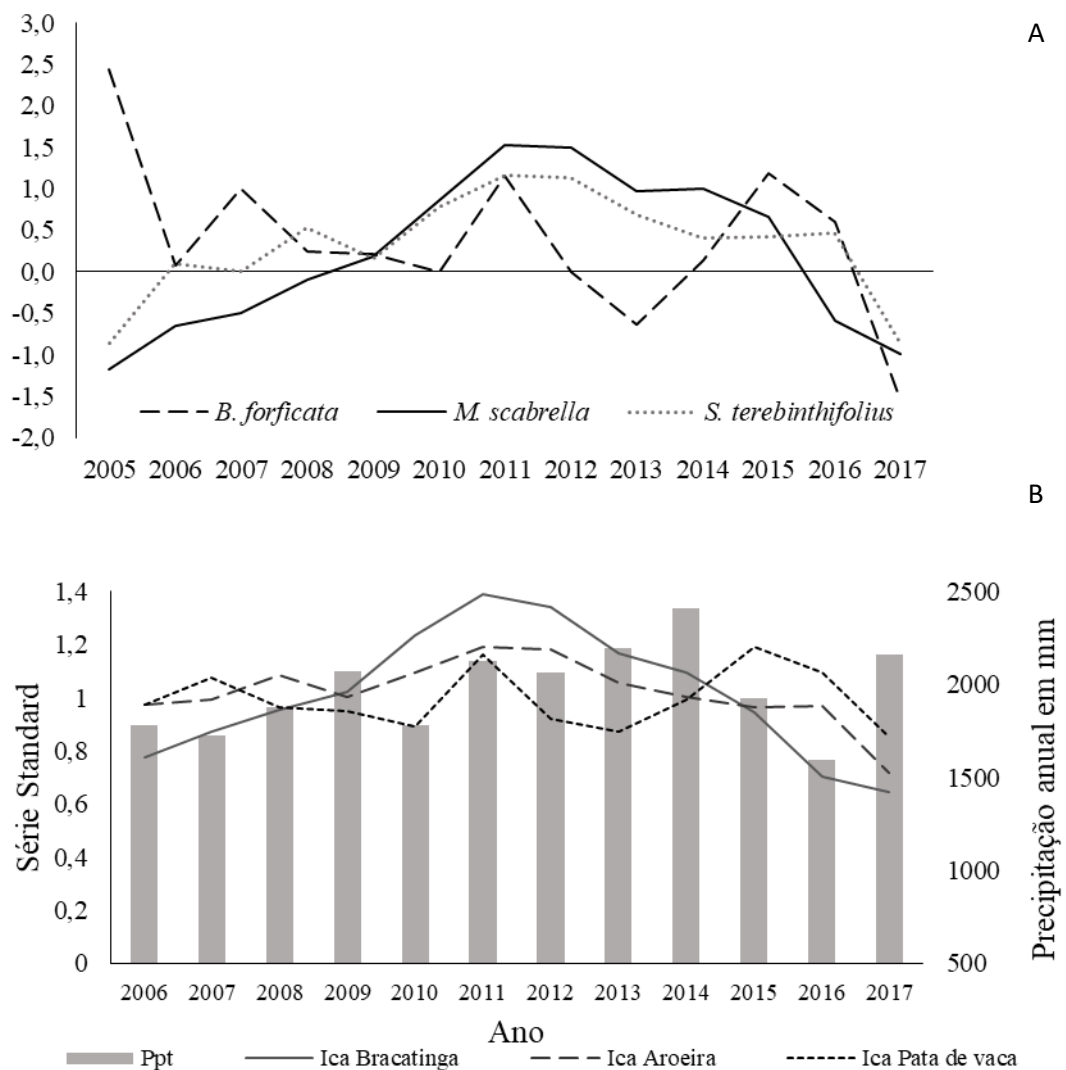 A
3,0
2,5
2,0
1,5
1,0
0,5
0,0
-0,5
-1,0
-1,5
-2,0
B. forficata M. scabrella S. terebinthifolius
2005 2006 2007 2008 2009 2010 2011 2012 2013 2014 2015 2016 2017
B
Série Standard
1,4
1,2
1
0,8
0,6
0,4
0,2
0
2500
2000
1500
1000
500
Precipitação anual em mm
2006 2007 2008 2009 2010 2011 2012 2013 2014 2015 2016 2017
Ano
Ppt Ica Bracatinga Ica Aroeira Ica Pata de vaca